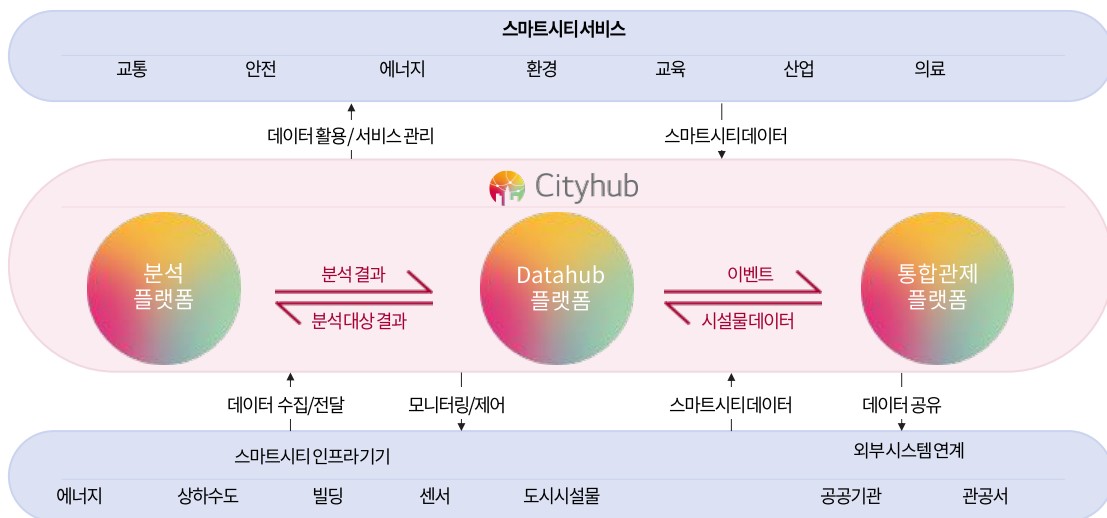 스마트시티 서비스
교통 안전 에너지 환경 교육 산업 의료
데이터 활용/ 서비스 관리 스마트시티 데이터
Cityhub
분석
플랫폼
분석 결과
분석 대상 결과
Datahub
플랫폼
이벤트
시설물 데이터
통합관제
플랫폼
데이터 수집/전달 모니터링/제어 스마트시티 데이터 데이터 공유
스마트시티 인프라 기기 외부 시스템 연계
에너지 상하수도 빌딩 센서 도시시설물 공공기관 관공서